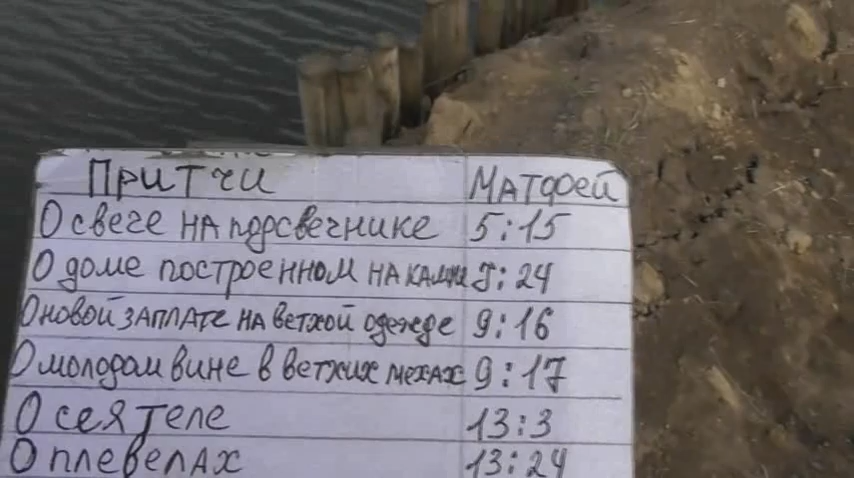 Притчи Матфей
О свече на подсвечнике 5:15
О доме построенном на камне 7:24
О новой заплате на ветхой одежде 9:16
О молодом вине в ветхих мехах 9:17
О сеятеле 13:3
О плевелах 13:24